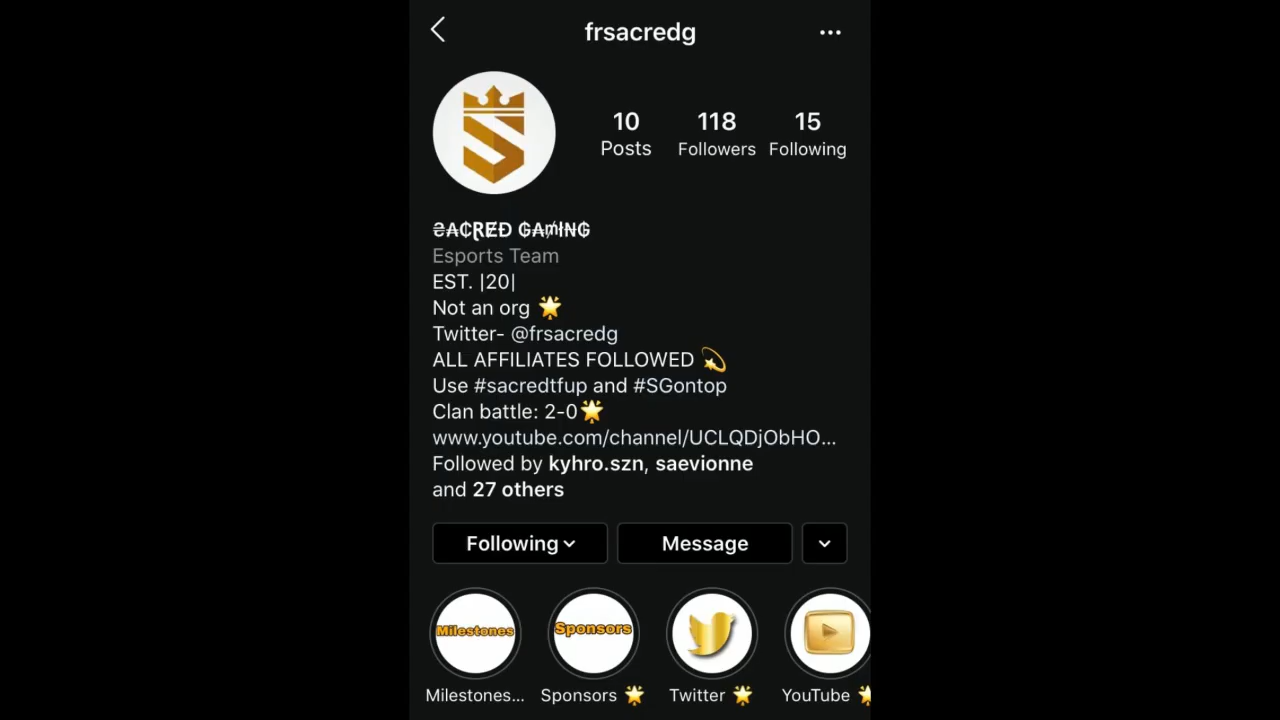 frsacredg
10 118 15
Posts Followers Following
₴₳₵ⱤɆĐ ₲₳₥ł₦₲
Esports Team
EST. |20|
Not an org 🌟
Twitter- @frsacredg
ALL AFFILIATES FOLLOWED 💫
Use #sacredtfup and #SGontop
Clan battle: 2-0🌟
www.youtube.com/channel/UCLQDjObHO...
Followed by kyhro.szn, saevionne
and 27 others
Following Message
Milestones Sponsors
Milestones... Sponsors 🌟 Twitter 🌟 YouTube 🌟